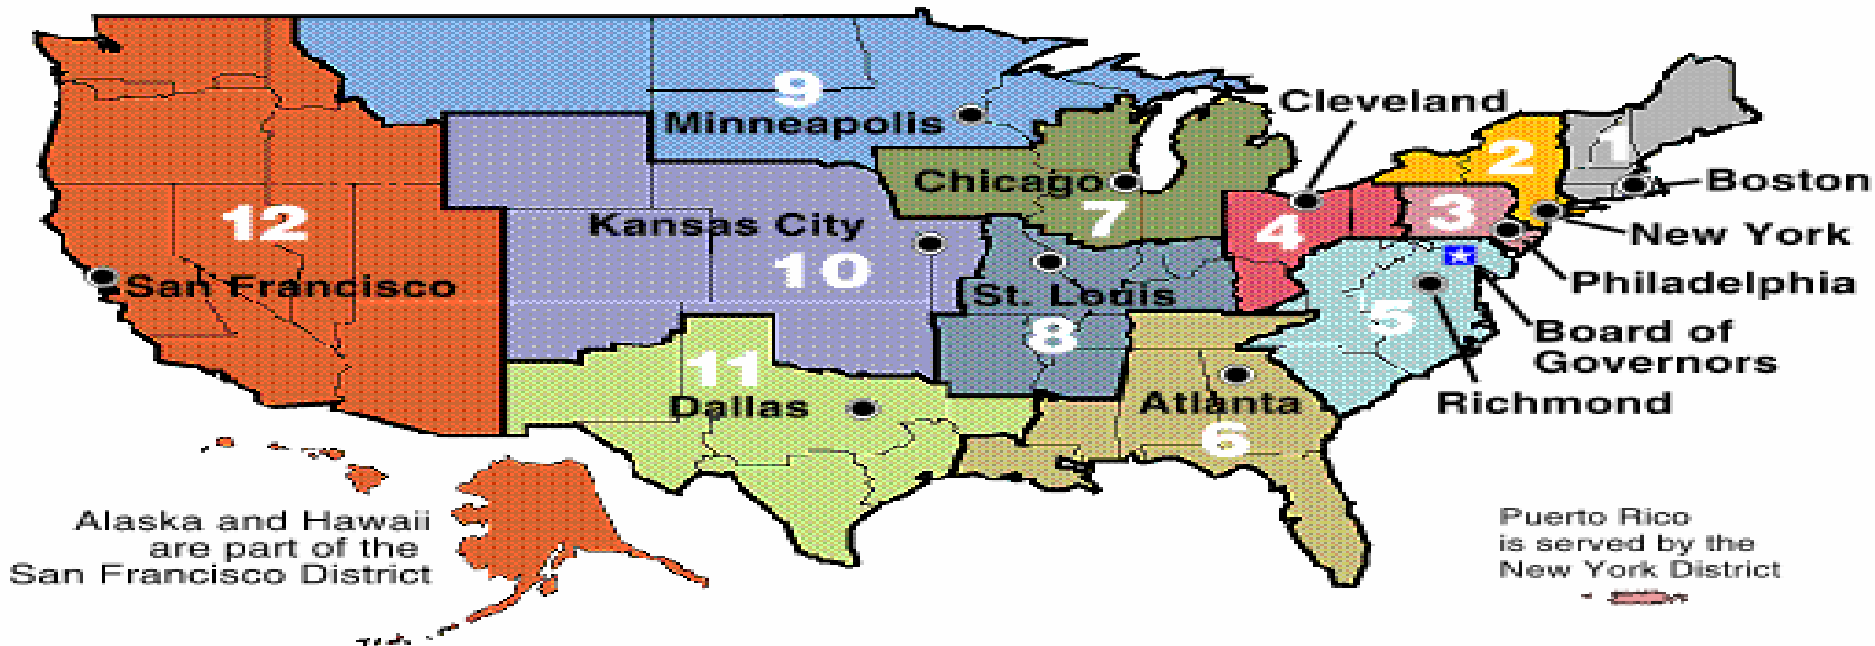 9
Minneapolis
Cleveland
2
1
Boston
Chicago
7
4
3
New York
12
Kansas City
10
San Francisco
St. Louis
8
5
Philadelphia
Board of
Governors
Richmond
11
Dallas
Atlanta
6
Alaska and Hawaii
are part of the
San Francisco District
Puerto Rico
is served by the
New York District